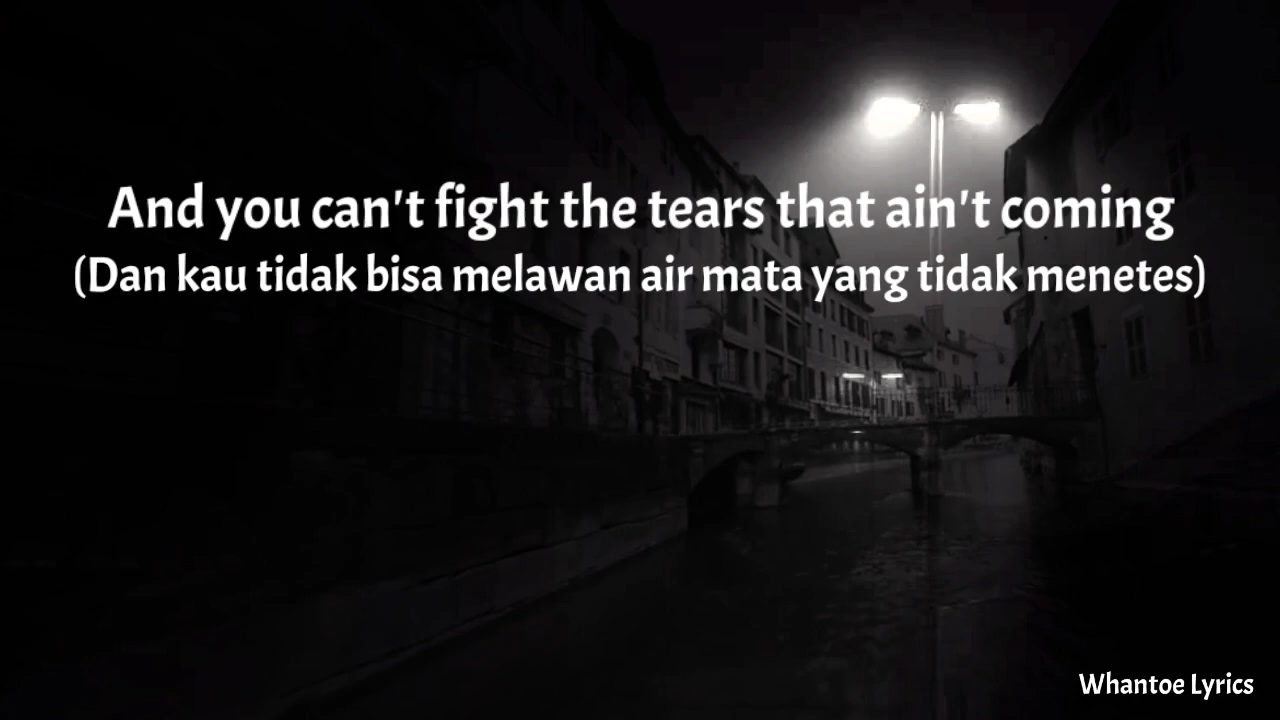 And you can't fight the tears that ain't coming
(Dan kau tidak bisa melawan air mata yang tidak menetes)
Whantoe Lyrics